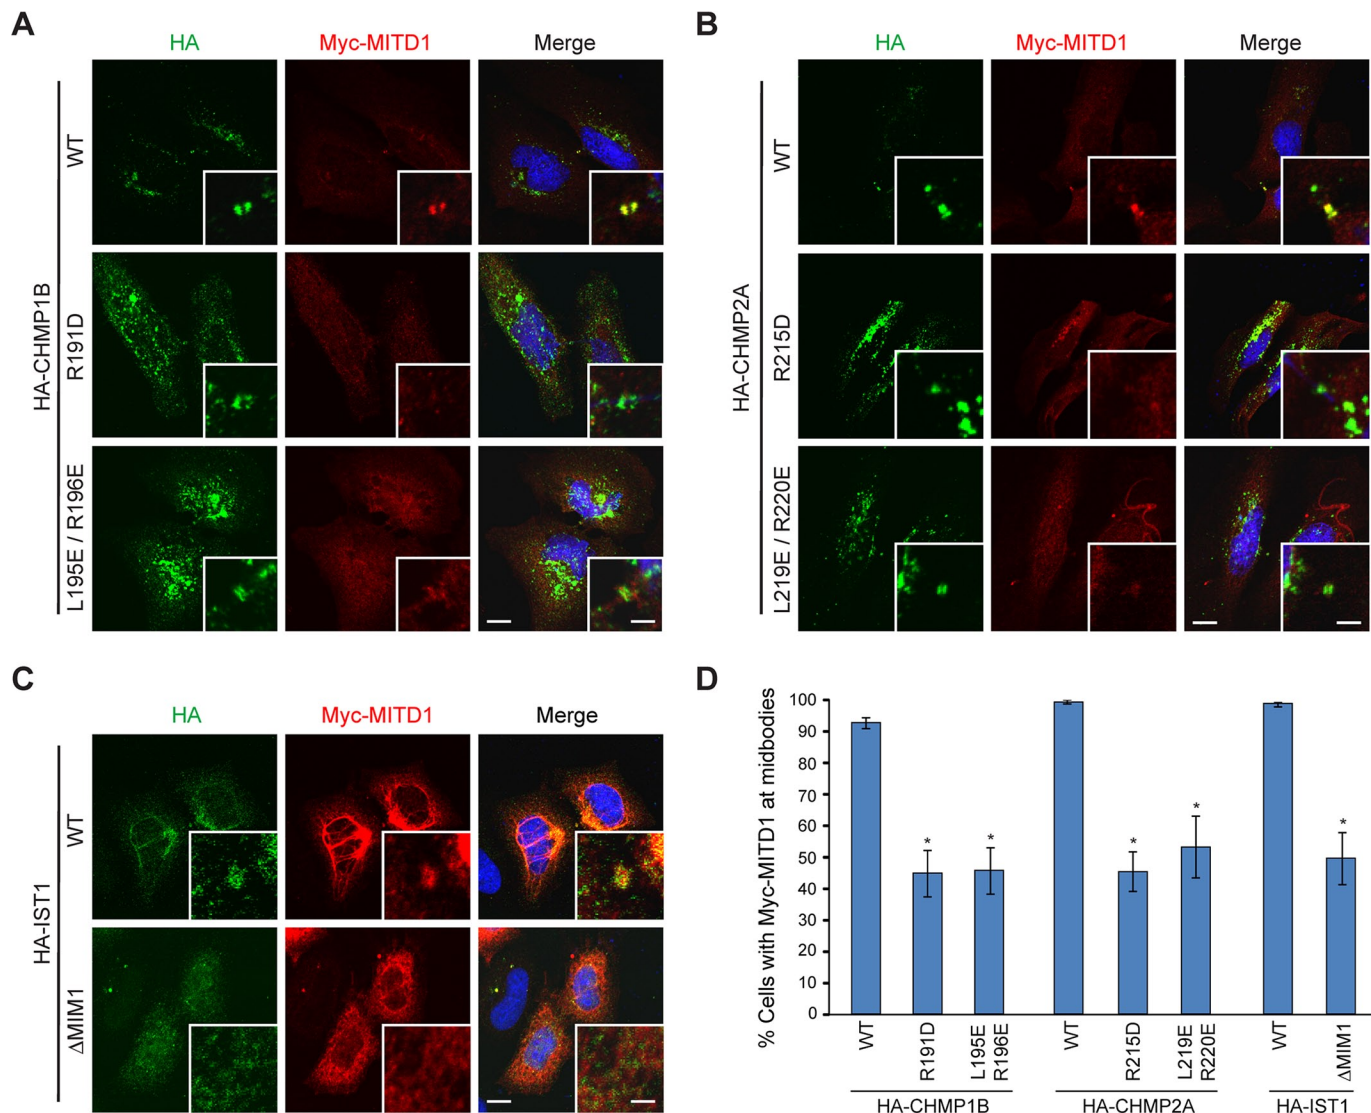 A
HA
Myc-MITD1
Merge
HA-CHMP1B
WT
R191D
L195E / R196E
B
HA
Myc-MITD1
Merge
HA-CHMP2A
WT
R215D
L219E / R220E
C
HA
Myc-MITD1
Merge
HA-IST1
WT
ΔMIM1
D
% Cells with Myc-MITD1 at midbodies
100
90
80
70
60
50
40
30
20
10
0
*
*
*
*
*
WT
R191D
L195E
R196E
WT
R215D
L219E
R220E
WT
ΔMIM1
HA-CHMP1B
HA-CHMP2A
HA-IST1